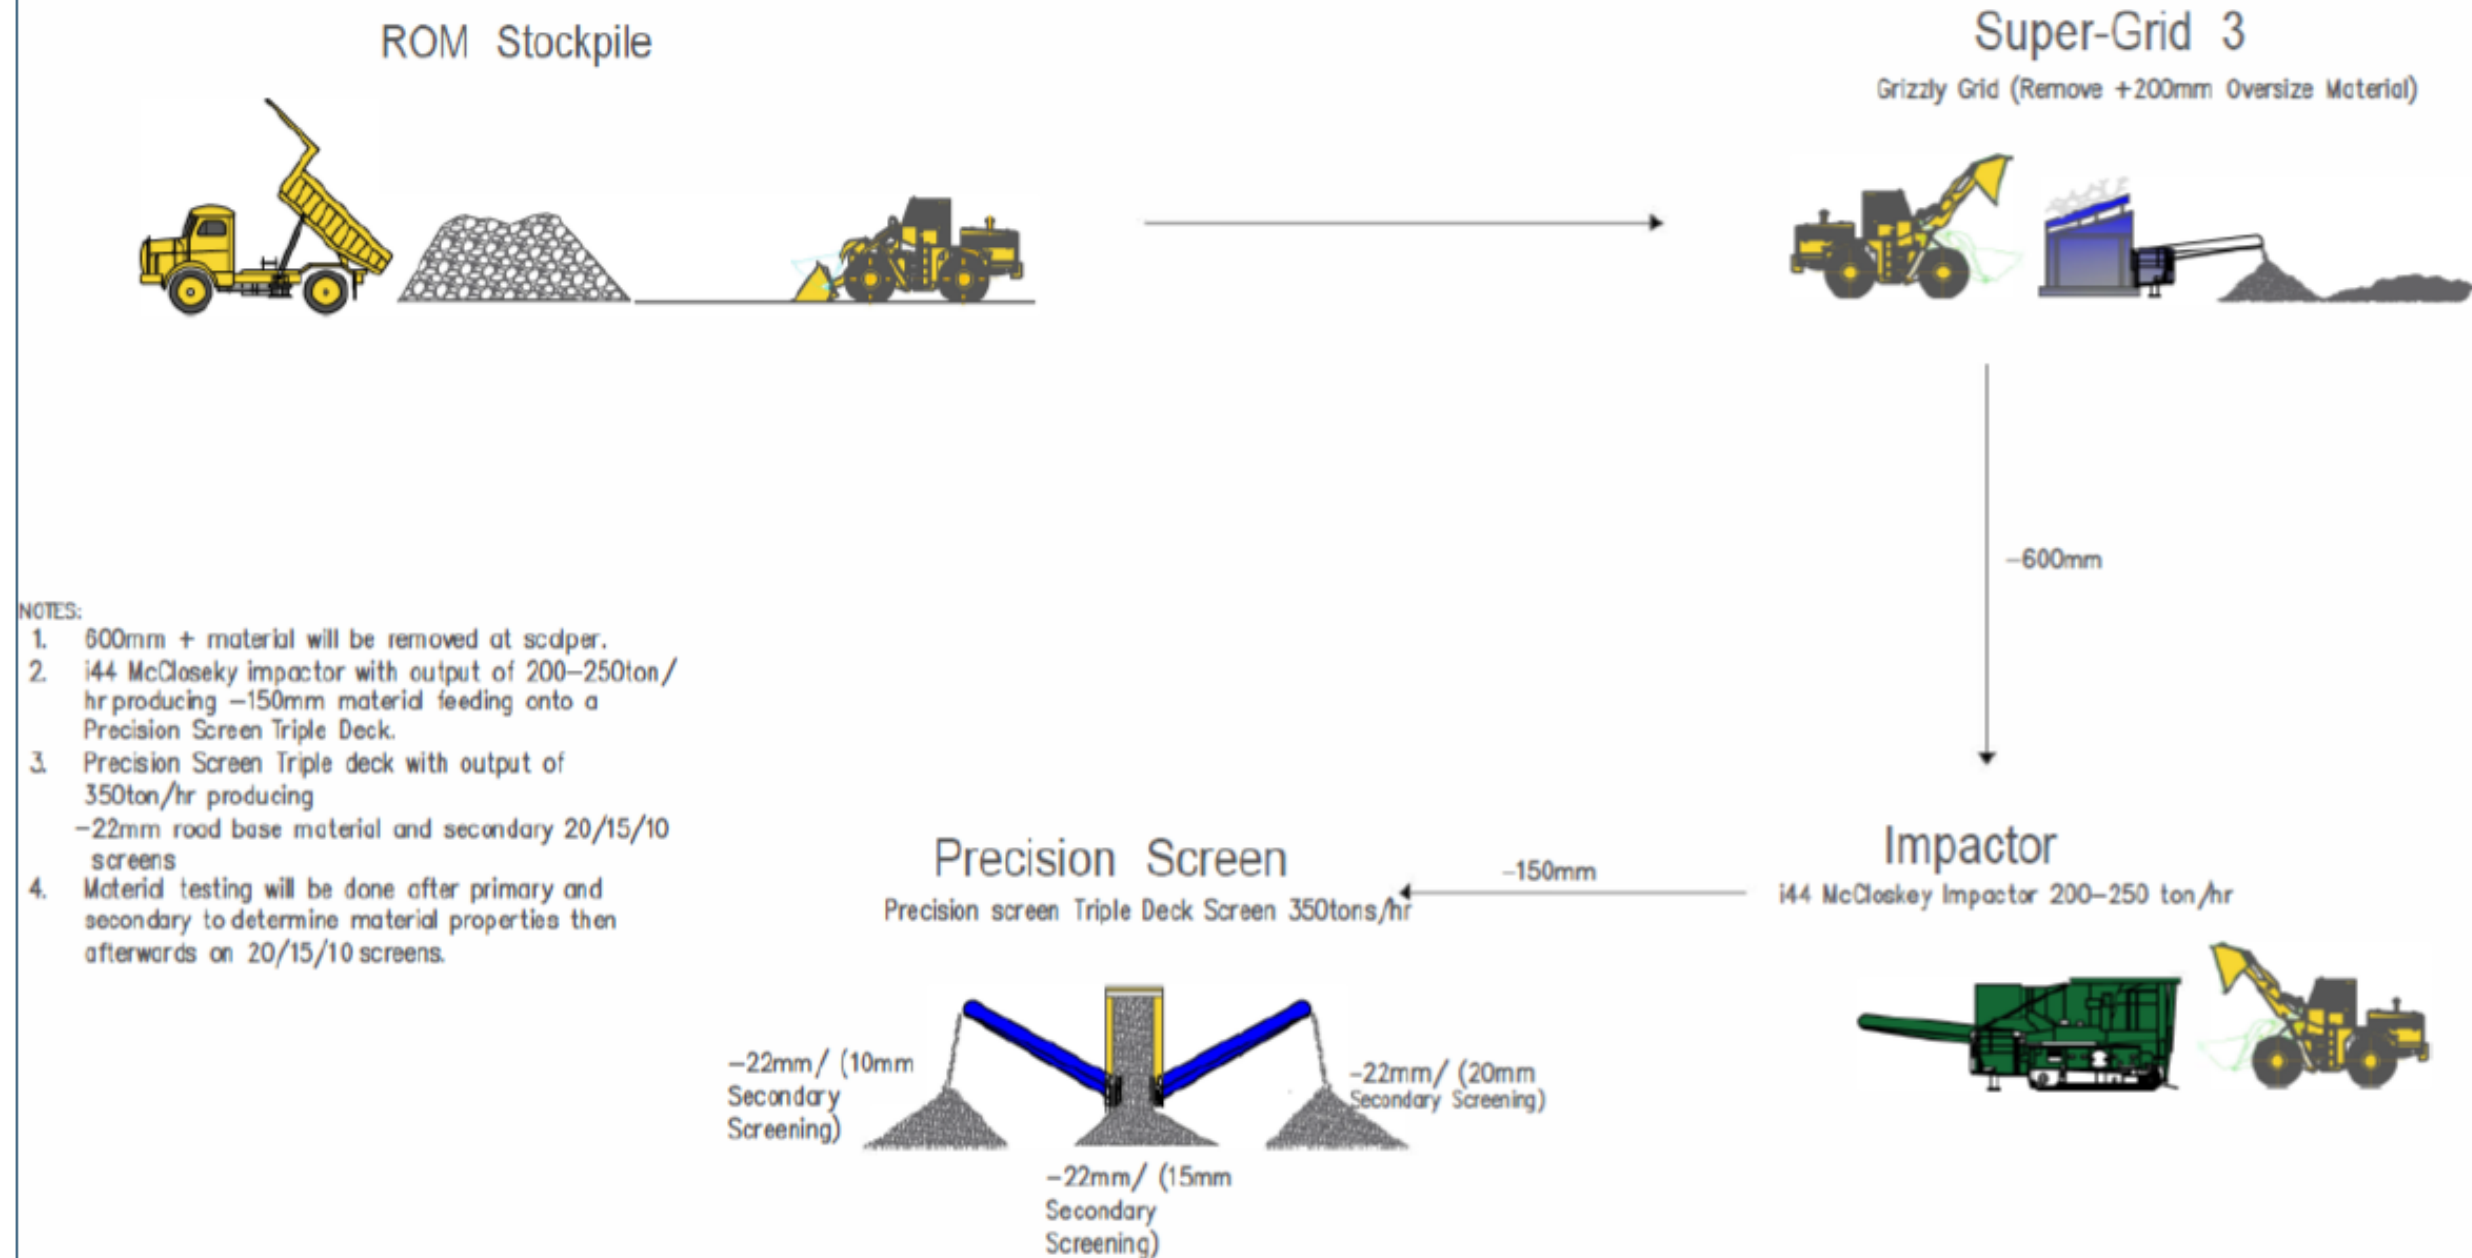 ROM Stockpile
Super-Grid 3
Grizzly Grid (Remove +200mm Oversize Material)
-600mm
NOTES:
1. 600mm + material will be removed at scalper.
2. i44 McCloseky impactor with output of 200-250ton/
hr producing -150mm material feeding onto a
Precision Screen Triple Deck.
3. Precision Screen Triple deck with output of
350ton/hr producing
-22mm road base material and secondary 20/15/10
screens
4. Material testing will be done after primary and
secondary to determine material properties then
afterwards on 20/15/10 screens.
Precision Screen
Precision screen Triple Deck Screen 350tons/hr
-150mm
Impactor
i44 McCloskey Impactor 200-250 ton/hr
-22mm/ (10mm
Secondary
Screening)
-22mm/ (20mm
Secondary Screening)
-22mm/ (15mm
Secondary
Screening)